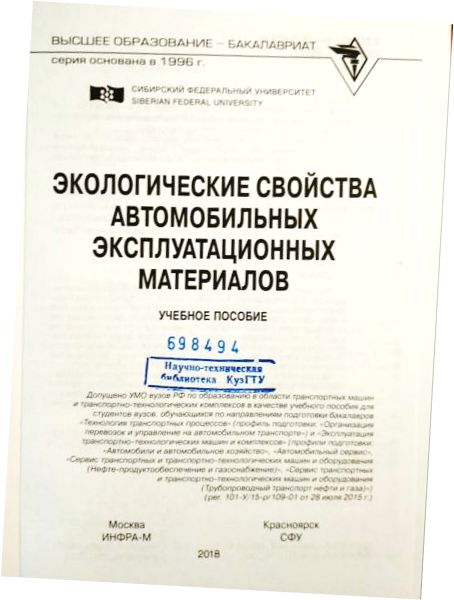 ВЫСШЕЕ ОБРАЗОВАНИЕ – БАКАЛАВРИАТ
серия основана в 1996 г.
СИБИРСКИЙ ФЕДЕРАЛЬНЫЙ УНИВЕРСИТЕТ
SIBERIAN FEDERAL UNIVERSITY
ЭКОЛОГИЧЕСКИЕ СВОЙСТВА
АВТОМОБИЛЬНЫХ
ЭКСПЛУАТАЦИОННЫХ
МАТЕРИАЛОВ
УЧЕБНОЕ ПОСОБИЕ
698494
Научно-техническая
библиотека КузГТУ
Допущено УМО вузов РФ по образованию в области транспортных машин
и транспортно-технологических комплексов в качестве учебного пособия для
студентов вузов, обучающихся по направлениям подготовки бакалавров
«Технология транспортных процессов» (профиль подготовки: «Организация
перевозок и управление на автомобильном транспорте») и «Эксплуатация
транспортно-технологических машин и комплексов» (профили подготовки:
«Автомобили и автомобильное хозяйство», «Автомобильный сервис»,
«Сервис транспортных и транспортно-технологических машин и оборудования
(Нефте-продуктообеспечение и газоснабжение)», «Сервис транспортных
и транспортно-технологических машин и оборудования
(Трубопроводный транспорт нефти и газа)»)
(рег. 101-У/15-рг109-01 от 28 июля 2015 г.)
Москва Красноярск
ИНФРА-М СФУ
2018